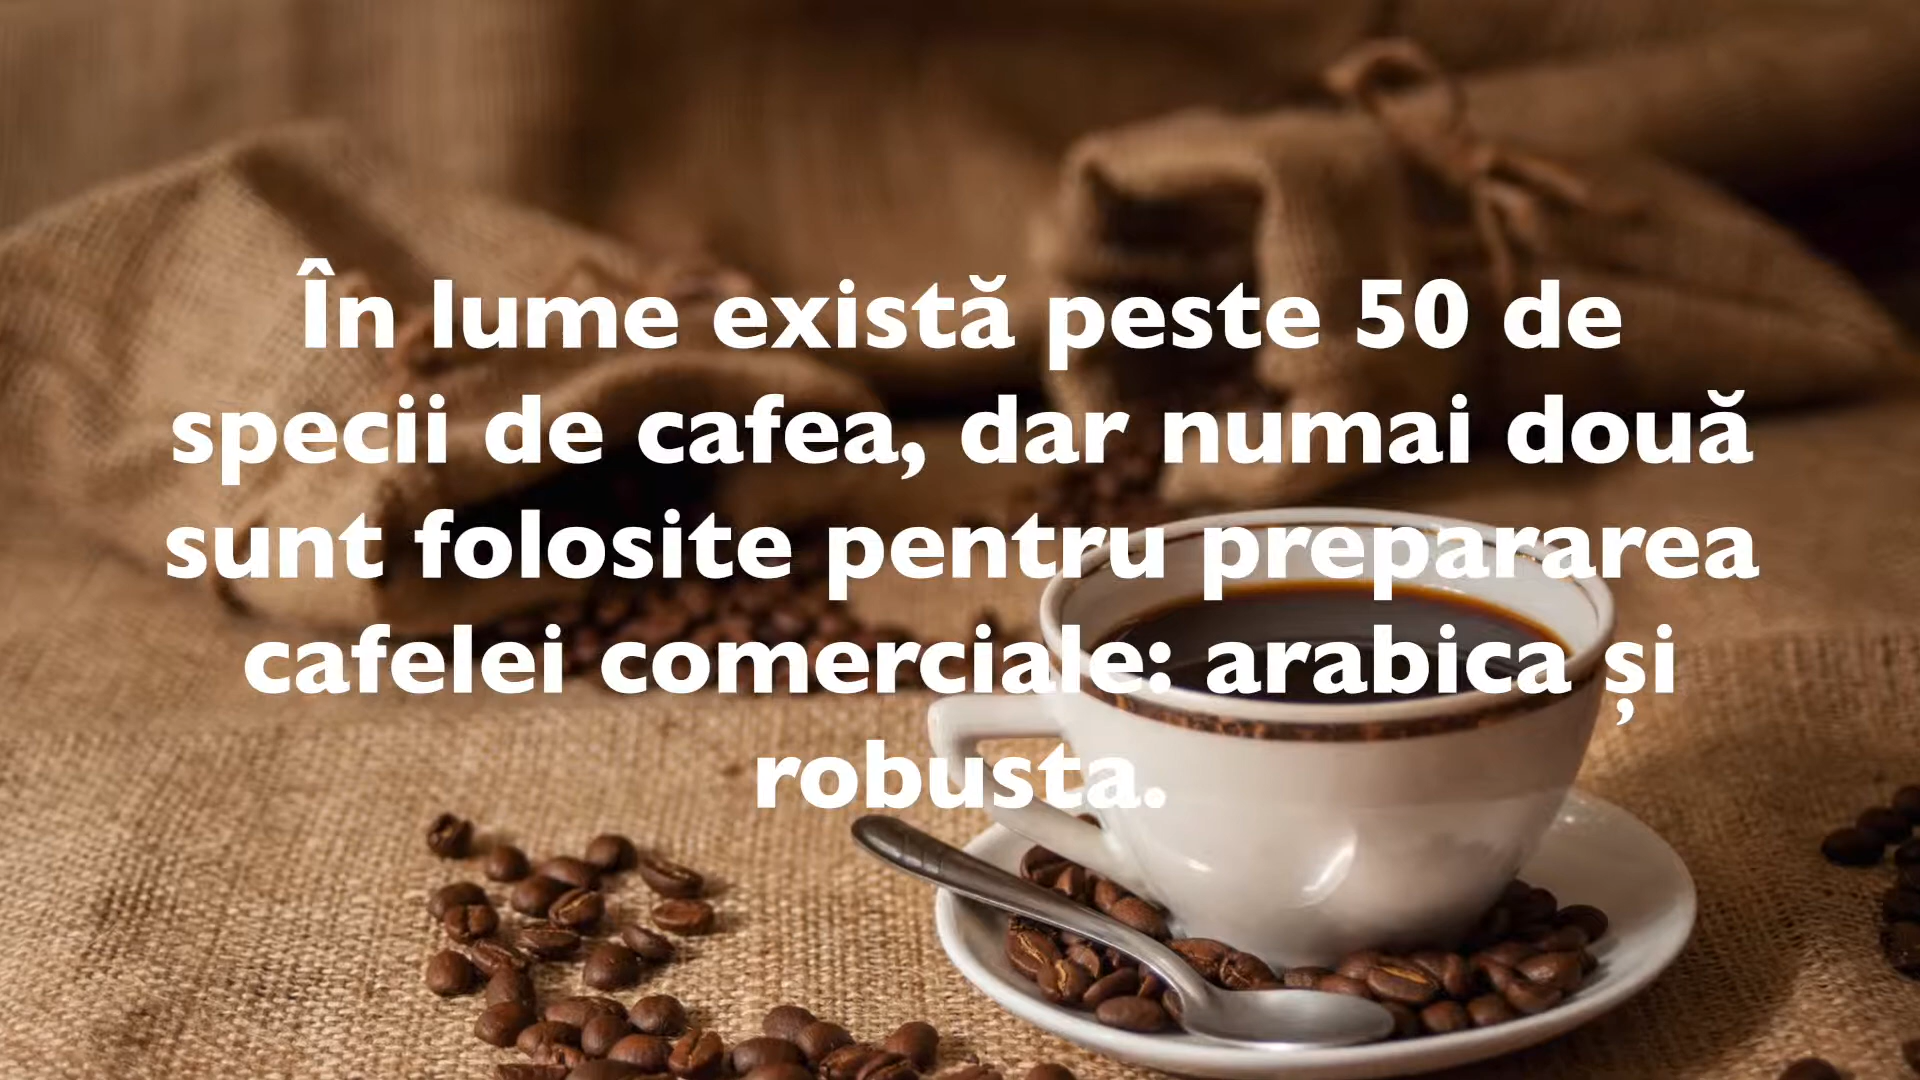 În lume există peste 50 de
specii de cafea, dar numai două
sunt folosite pentru prepararea
cafelei comerciale: arabica și
robusta.